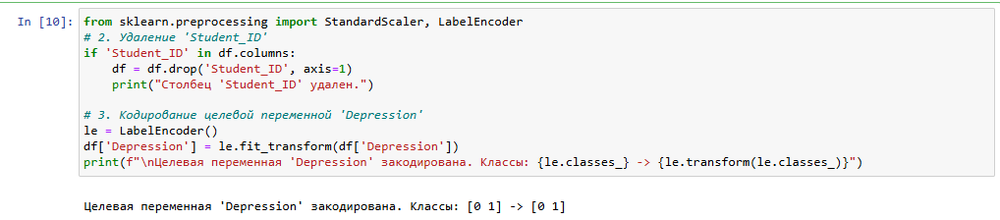 In [10]: from sklearn.preprocessing import StandardScaler, LabelEncoder
# 2. Удаление 'Student_ID'
if 'Student_ID' in df.columns:
    df = df.drop('Student_ID', axis=1)
    print("Столбец 'Student_ID' удален.")

# 3. Кодирование целевой переменной 'Depression'
le = LabelEncoder()
df['Depression'] = le.fit_transform(df['Depression'])
print(f"\nЦелевая переменная 'Depression' закодирована. Классы: {le.classes_} -> {le.transform(le.classes_)}")

Целевая переменная 'Depression' закодирована. Классы: [0 1] -> [0 1]